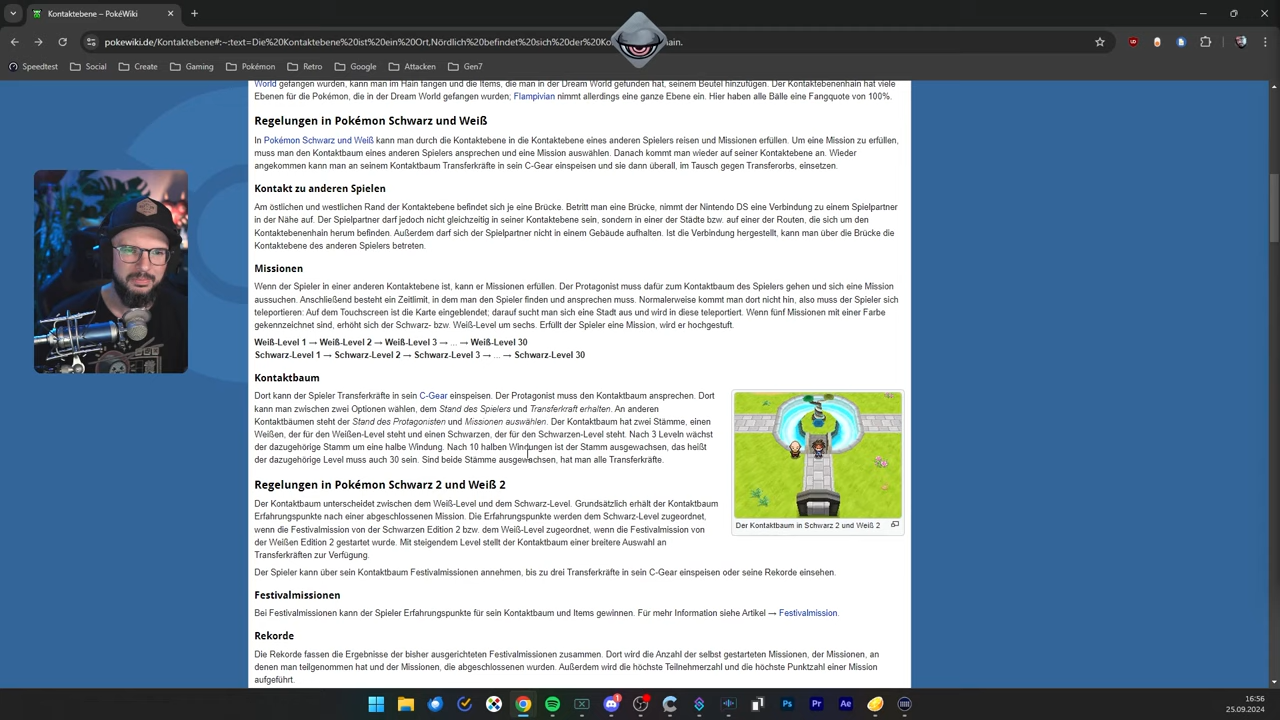 Kontaktebene – PokéWiki
pokewiki.de/Kontaktebene#:~:text=Die%20Kontaktebene%20ist%20ein%20Ort,Nördlich%20befindet%20sich%20der%20Ko
ain.
Speedtest
Social
Create
Gaming
Pokémon
Retro
Google
Attacken
Gen7
World gefangen wurden, kann man im Hain fangen und die Items, die man in der Dream World gefunden hat, seinem Beutel hinzufügen. Der Kontaktebenenhain hat viele
Ebenen für die Pokémon, die in der Dream World gefangen wurden; Flampivian nimmt allerdings eine ganze Ebene ein. Hier haben alle Bälle eine Fangquote von 100%.
Regelungen in Pokémon Schwarz und Weiß
In Pokémon Schwarz und Weiß kann man durch die Kontaktebene in die Kontaktebene eines anderen Spielers reisen und Missionen erfüllen. Um eine Mission zu erfüllen,
muss man den Kontaktbaum eines anderen Spielers ansprechen und eine Mission auswählen. Danach kommt man wieder auf seiner Kontaktebene an. Wieder
angekommen kann man an seinem Kontaktbaum Transferkräfte in sein C-Gear einspeisen und sie dann überall, im Tausch gegen Transferorbs, einsetzen.
Kontakt zu anderen Spielen
Am östlichen und westlichen Rand der Kontaktebene befindet sich je eine Brücke. Betritt man eine Brücke, nimmt der Nintendo DS eine Verbindung zu einem Spielpartner
in der Nähe auf. Der Spielpartner darf jedoch nicht gleichzeitig in seiner Kontaktebene sein, sondern in einer der Städte bzw. auf einer der Routen, die sich um den
Kontaktebenenhain herum befinden. Außerdem darf sich der Spielpartner nicht in einem Gebäude aufhalten. Ist die Verbindung hergestellt, kann man über die Brücke die
Kontaktebene des anderen Spielers betreten.
Missionen
Wenn der Spieler in einer anderen Kontaktebene ist, kann er Missionen erfüllen. Der Protagonist muss dafür zum Kontaktbaum des Spielers gehen und sich eine Mission
aussuchen. Anschließend besteht ein Zeitlimit, in dem man den Spieler finden und ansprechen muss. Normalerweise kommt man dort nicht hin, also muss der Spieler sich
teleportieren: Auf dem Touchscreen ist die Karte eingeblendet; darauf sucht man sich eine Stadt aus und wird in diese teleportiert. Wenn fünf Missionen mit einer Farbe
gekennzeichnet sind, erhöht sich der Schwarz- bzw. Weiß-Level um sechs. Erfüllt der Spieler eine Mission, wird er hochgestuft.
Weiß-Level 1 → Weiß-Level 2 → Weiß-Level 3 → ... → Weiß-Level 30
Schwarz-Level 1 → Schwarz-Level 2 → Schwarz-Level 3 → ... → Schwarz-Level 30
Kontaktbaum
Dort kann der Spieler Transferkräfte in sein C-Gear einspeisen. Der Protagonist muss den Kontaktbaum ansprechen. Dort
kann man zwischen zwei Optionen wählen, dem Stand des Spielers und Transferkraft erhalten. An anderen
Kontaktbäumen steht der Stand des Protagonisten und Missionen auswählen. Der Kontaktbaum hat zwei Stämme, einen
Weißen, der für den Weißen-Level steht und einen Schwarzen, der für den Schwarzen-Level steht. Nach 3 Leveln wächst
der dazugehörige Stamm um eine halbe Windung. Nach 10 halben Windungen ist der Stamm ausgewachsen, das heißt
der dazugehörige Level muss auch 30 sein. Sind beide Stämme ausgewachsen, hat man alle Transferkräfte.
Der Kontaktbaum in Schwarz 2 und Weiß 2
Regelungen in Pokémon Schwarz 2 und Weiß 2
Der Kontaktbaum unterscheidet zwischen dem Weiß-Level und dem Schwarz-Level. Grundsätzlich erhält der Kontaktbaum
Erfahrungspunkte nach einer abgeschlossenen Mission. Die Erfahrungspunkte werden dem Schwarz-Level zugeordnet,
wenn die Festivalmission von der Schwarzen Edition 2 bzw. dem Weiß-Level zugeordnet, wenn die Festivalmission von
der Weißen Edition 2 gestartet wurde. Mit steigendem Level stellt der Kontaktbaum einer breitere Auswahl an
Transferkräften zur Verfügung.
Der Spieler kann über sein Kontaktbaum Festivalmissionen annehmen, bis zu drei Transferkräfte in sein C-Gear einspeisen oder seine Rekorde einsehen.
Festivalmissionen
Bei Festivalmissionen kann der Spieler Erfahrungspunkte für sein Kontaktbaum und Items gewinnen. Für mehr Information siehe Artikel → Festivalmission.
Rekorde
Die Rekorde fassen die Ergebnisse der bisher ausgerichteten Festivalmissionen zusammen. Dort wird die Anzahl der selbst gestarteten Missionen, der Missionen, an
denen man teilgenommen hat und der Missionen, die abgeschlossenen wurden. Außerdem wird die höchste Teilnehmerzahl und die höchste Punktzahl einer Mission
aufgeführt.
1
Ps
Pr
Ae
16:56
25.09.2024